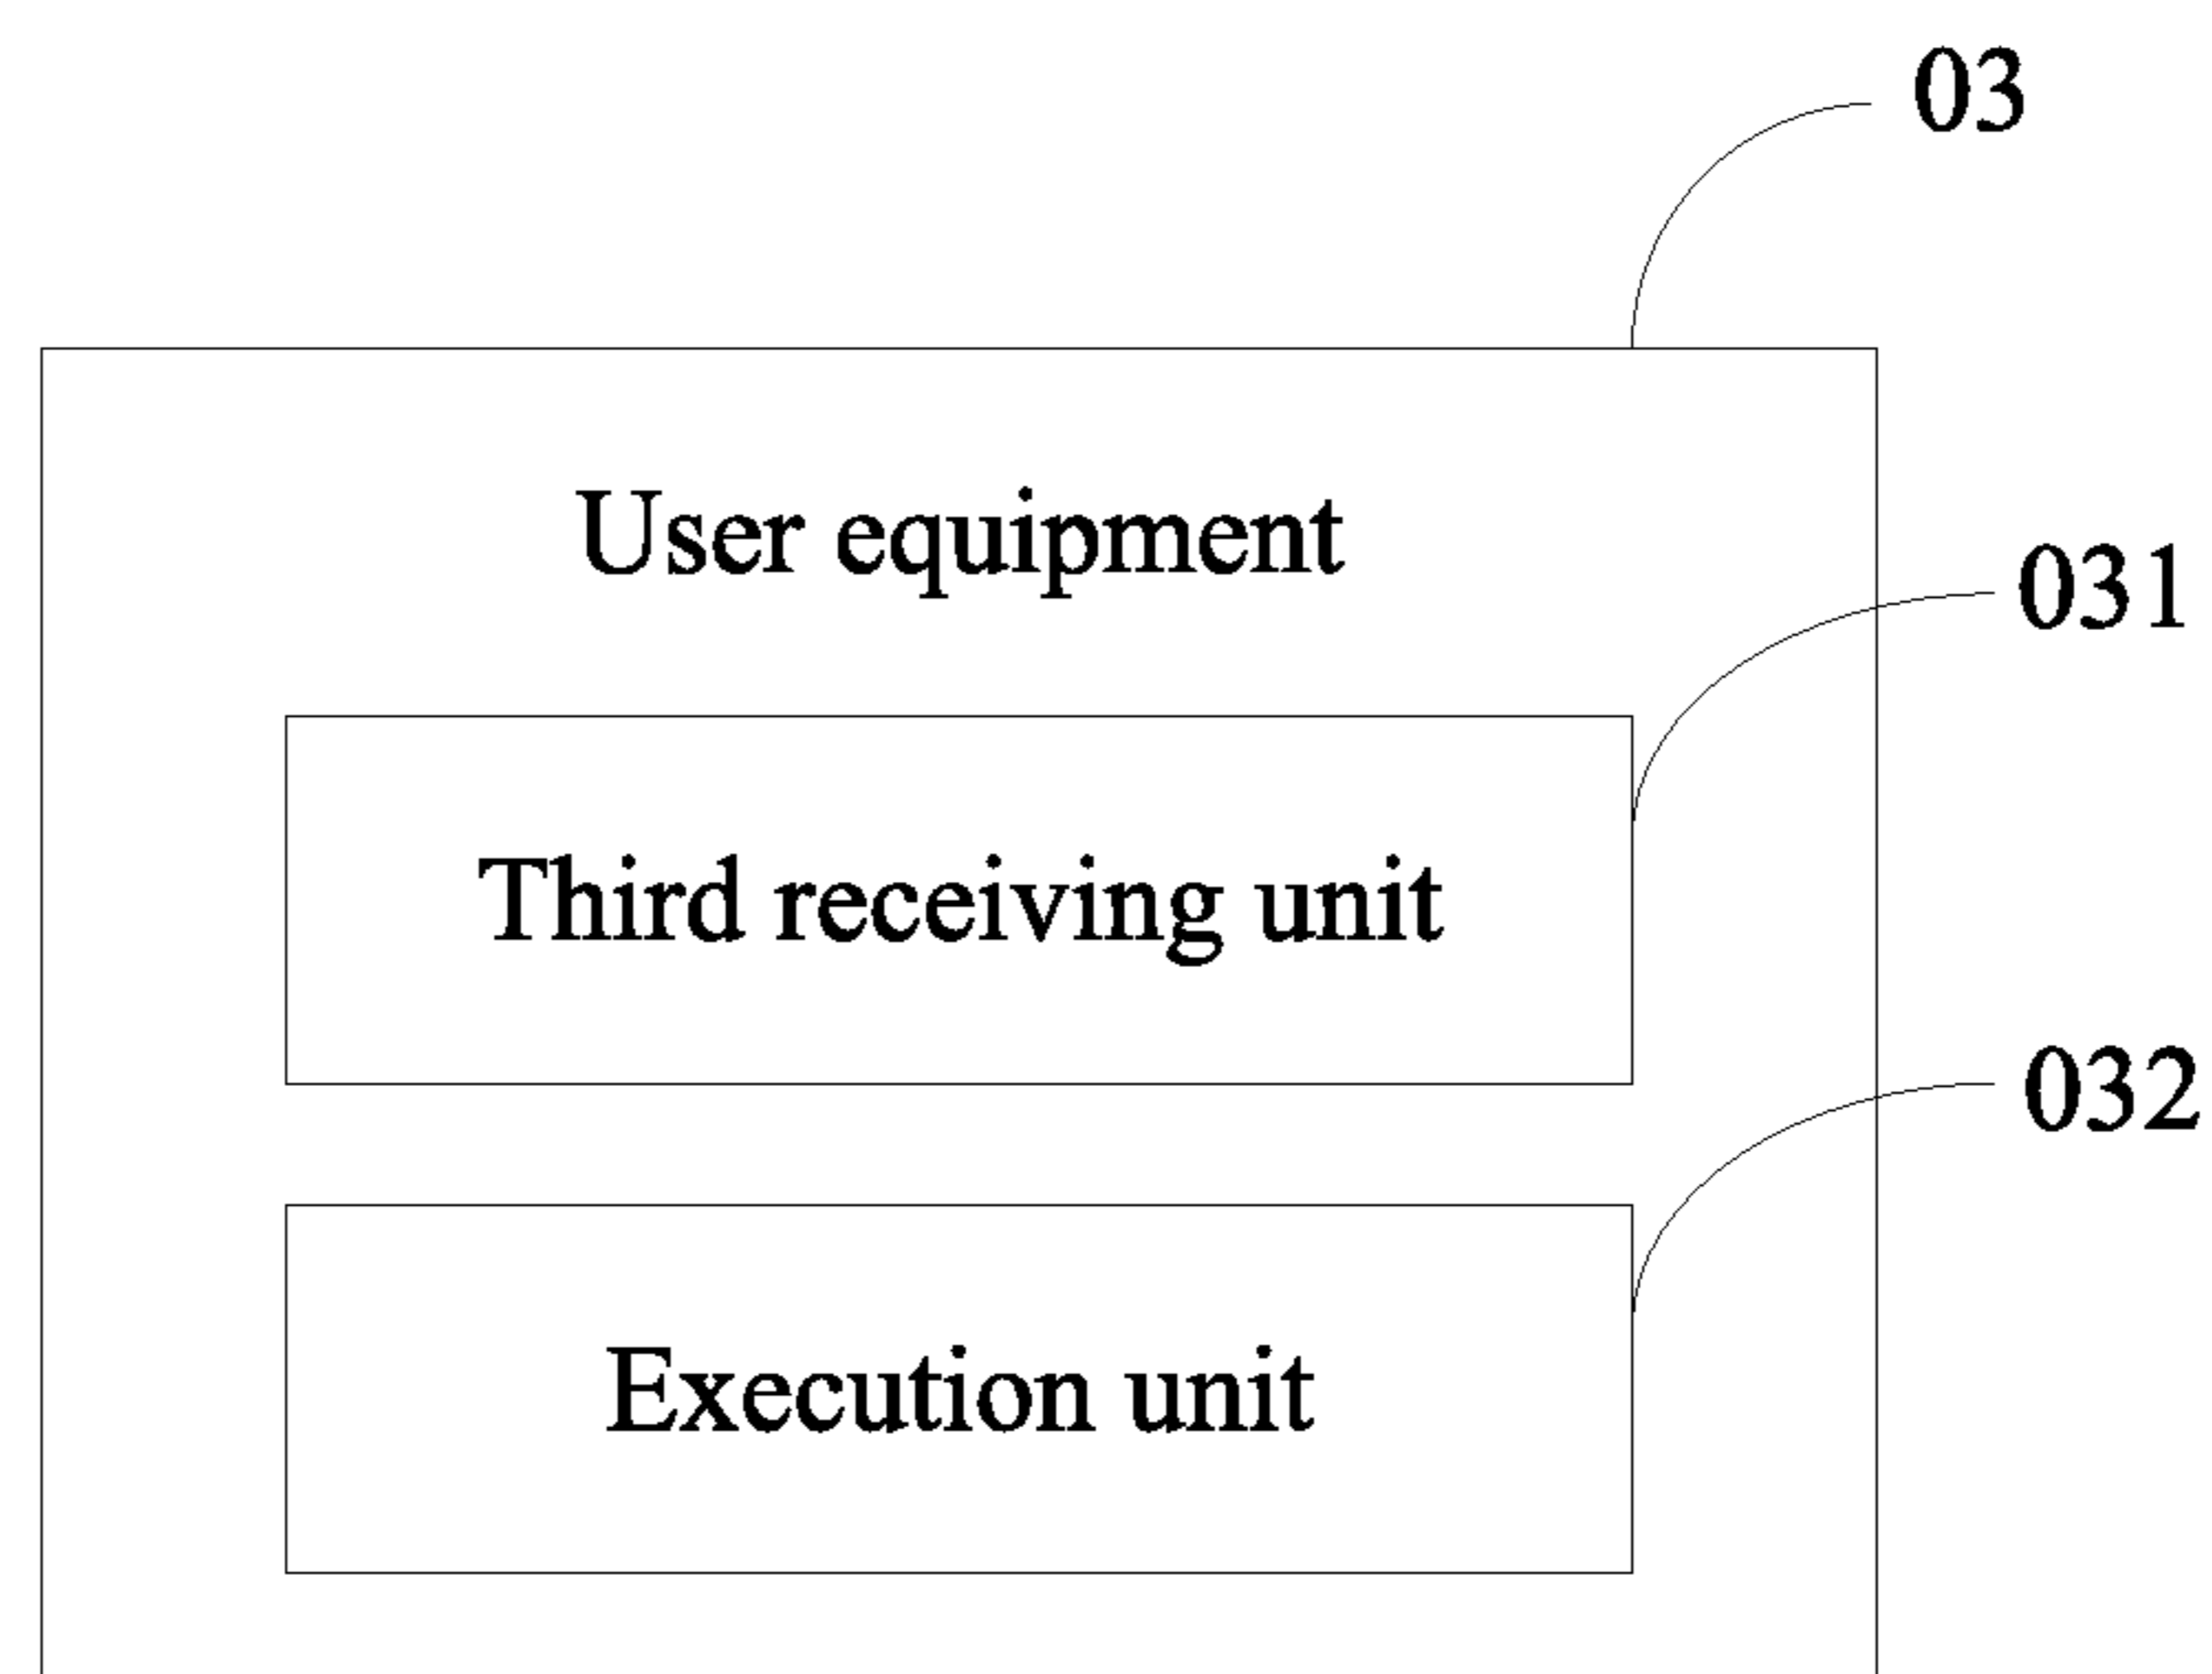 03
User equipment
031
Third receiving unit
032
Execution unit